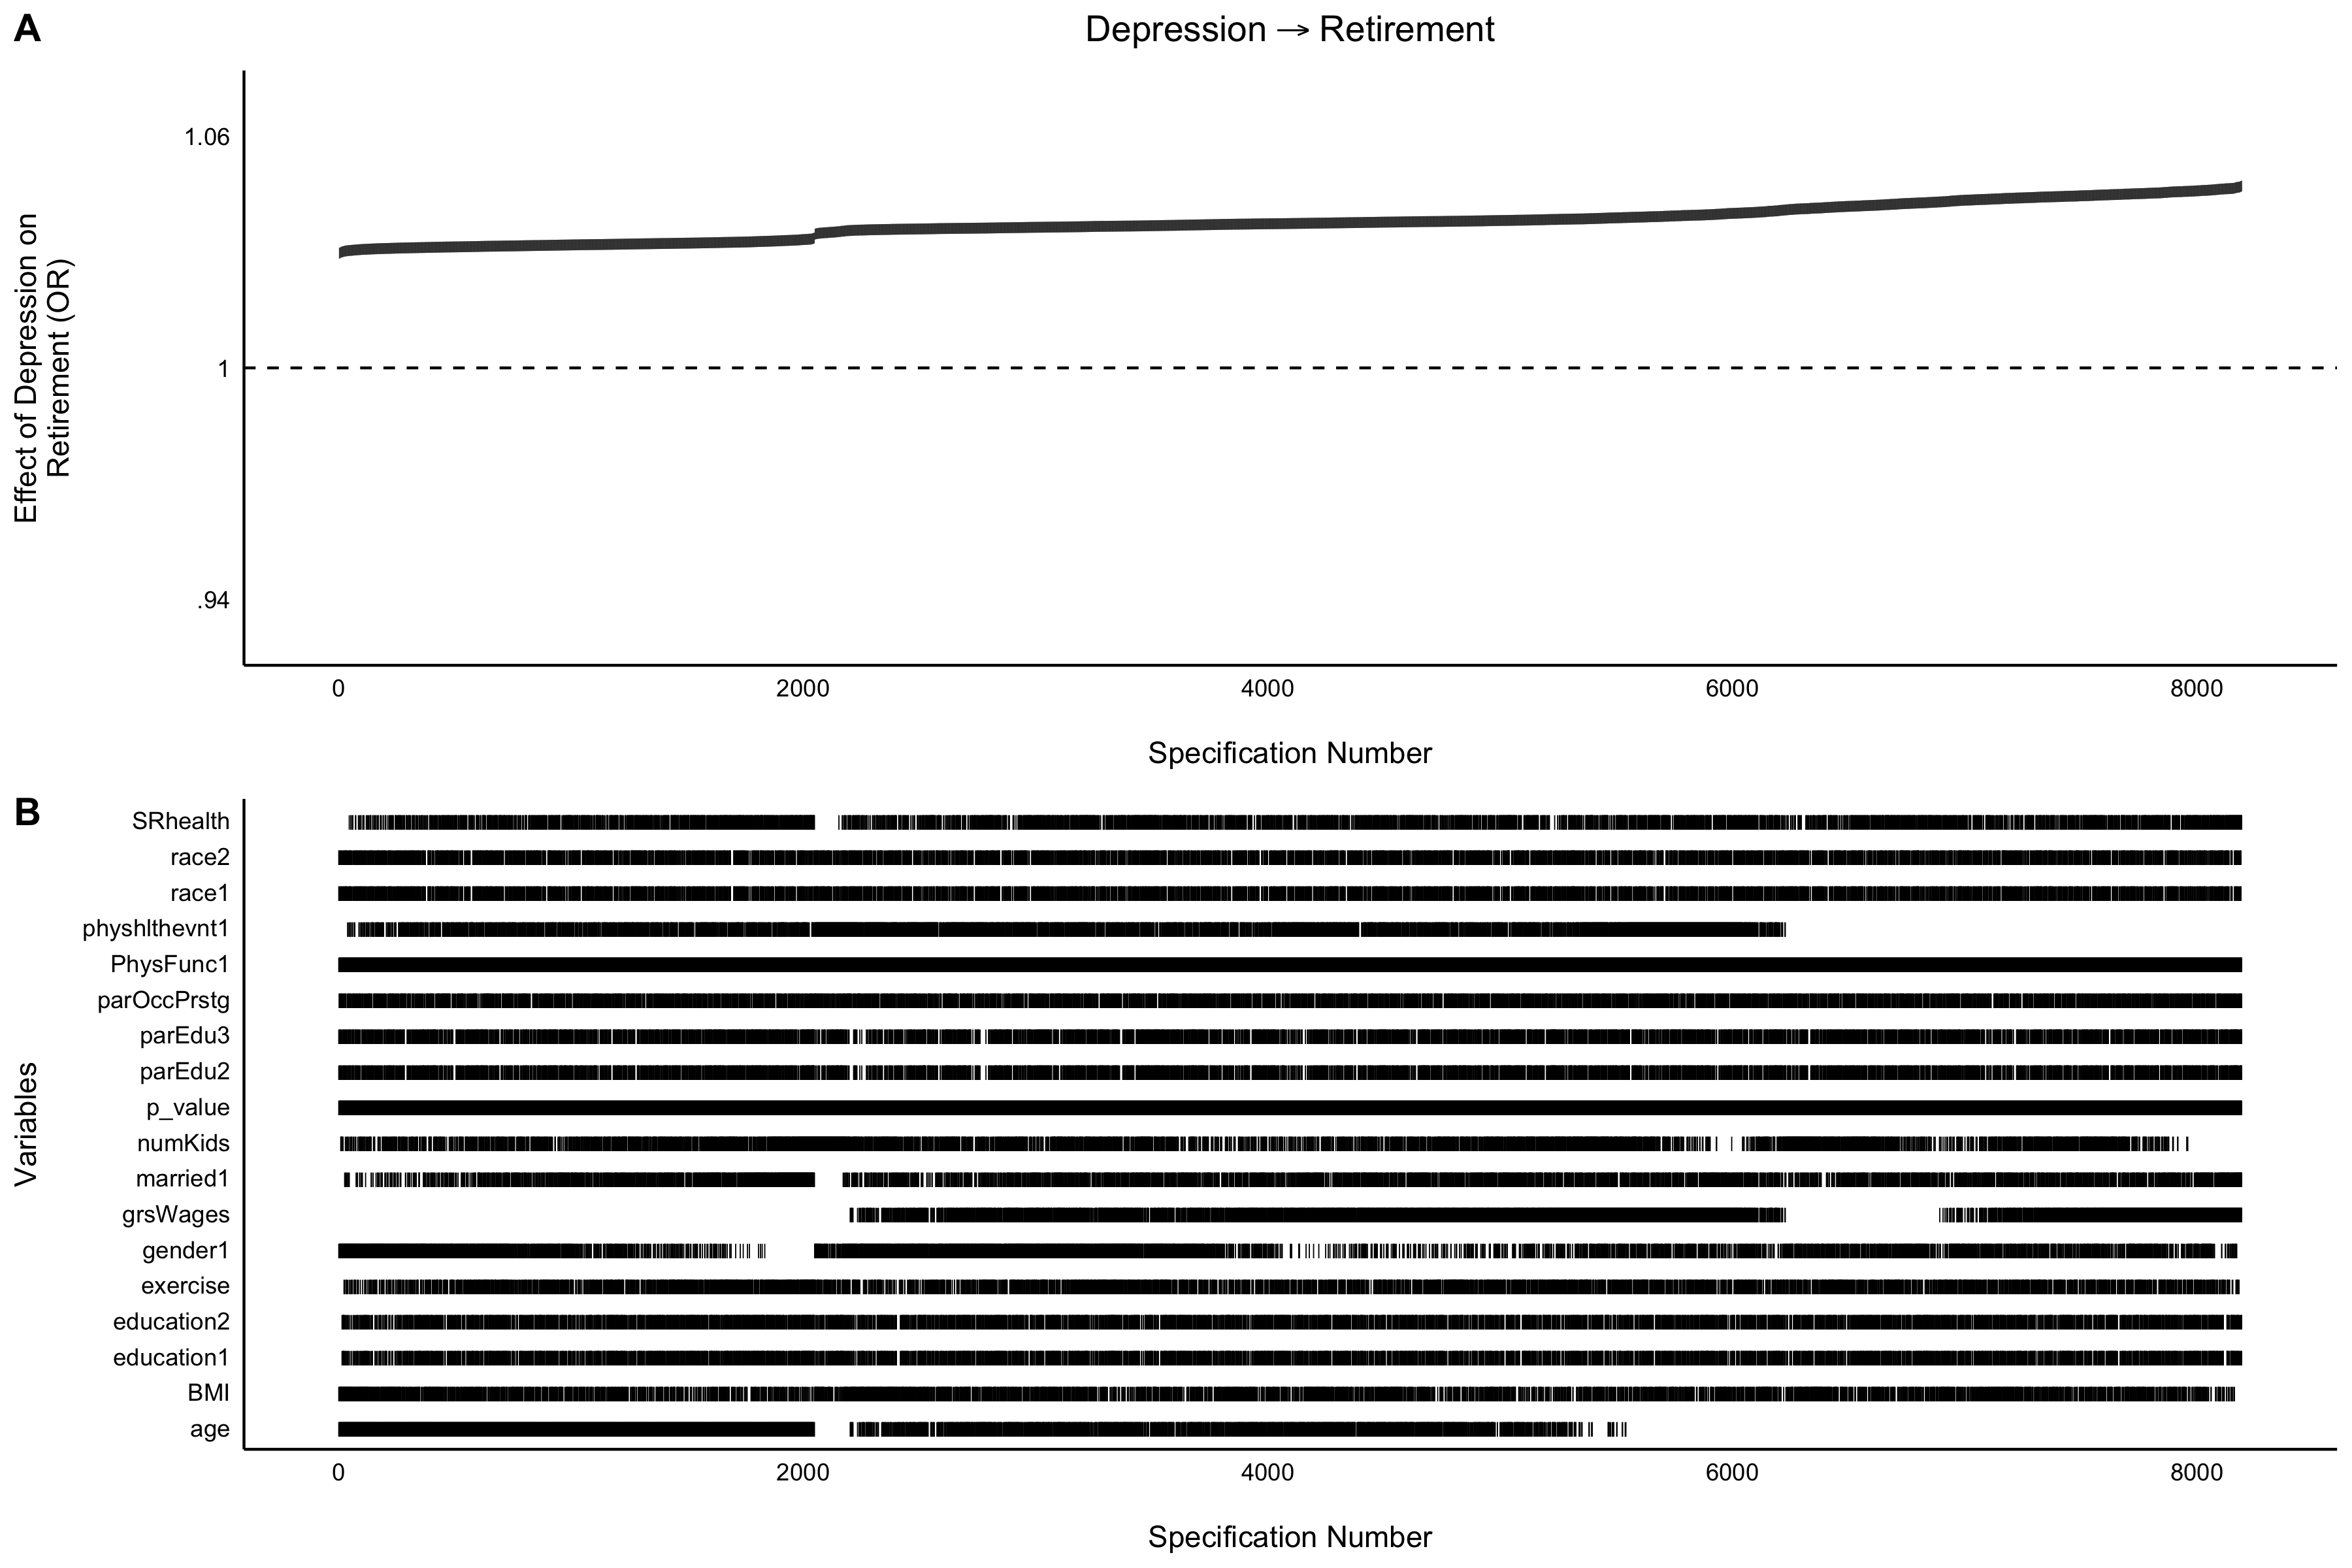 A
Depression → Retirement
Effect of Depression on
Retirement (OR)
1.06
1
.94
0 2000 4000 6000 8000
Specification Number
B
Variables
SRhealth
race2
race1
physhlthevnt1
PhysFunc1
parOccPrstg
parEdu3
parEdu2
p_value
numKids
married1
grsWages
gender1
exercise
education2
education1
BMI
age
0 2000 4000 6000 8000
Specification Number